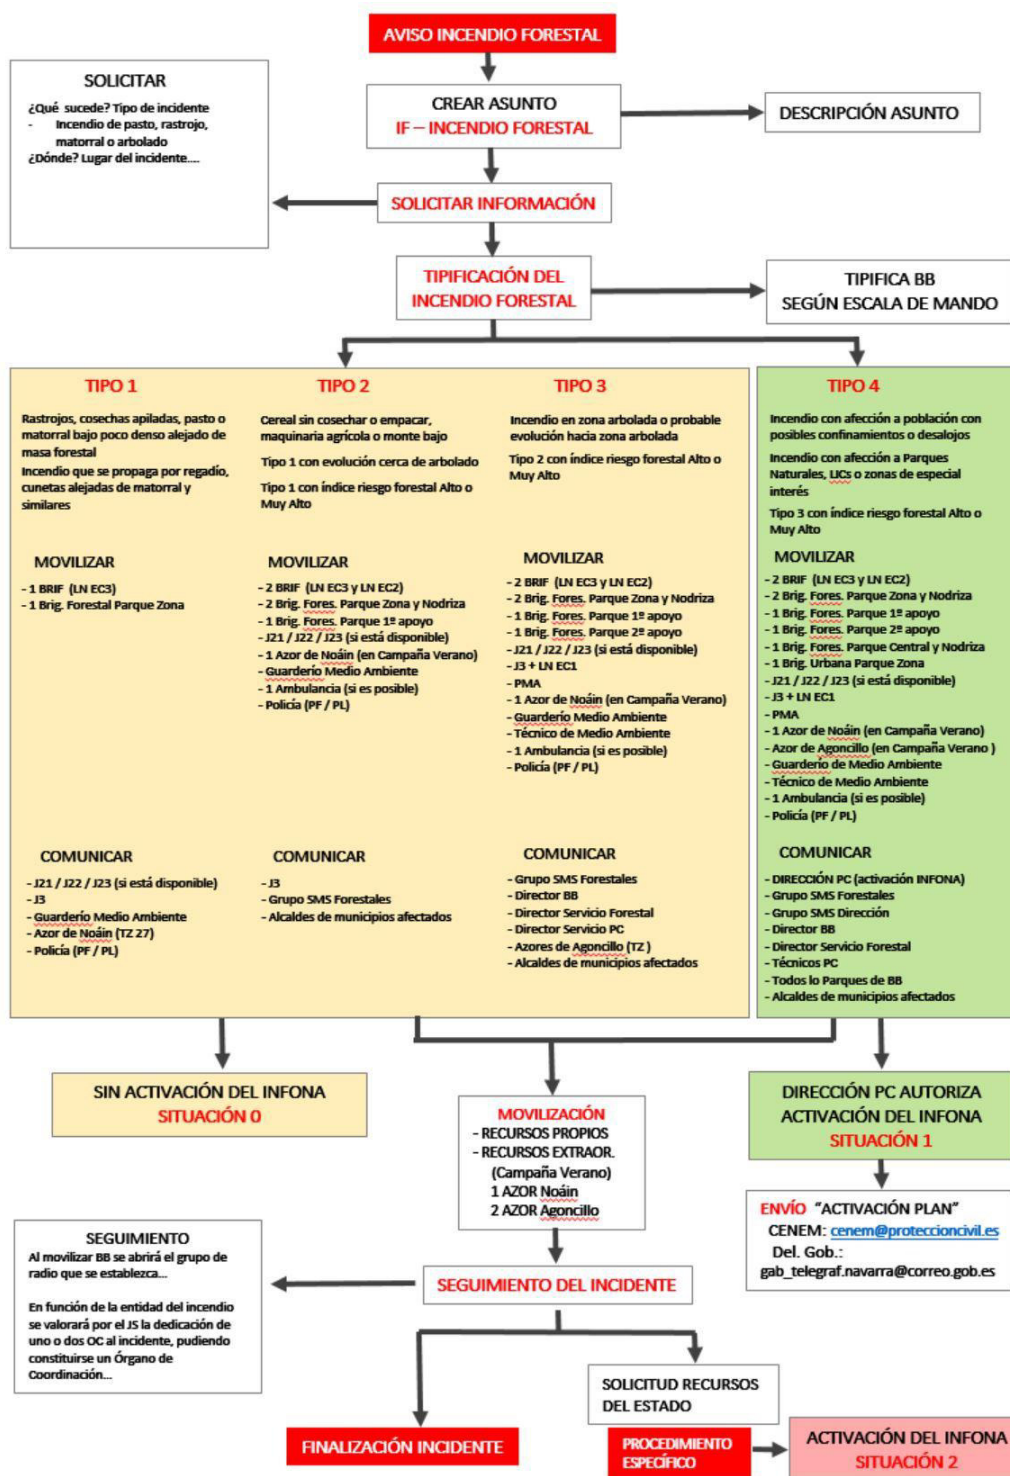 AVISO INCENDIO FORESTAL
SOLICITAR
¿Qué sucede? Tipo de incidente
- Incendio de pasto, rastrojo,
matorral o arbolado
¿Dónde? Lugar del incidente....
CREAR ASUNTO
IF – INCENDIO FORESTAL
DESCRIPCIÓN ASUNTO
SOLICITAR INFORMACIÓN
TIPIFICACIÓN DEL
INCENDIO FORESTAL
TIPIFICA BB
SEGÚN ESCALA DE MANDO
TIPO 1
Rastrojos, cosechas apiladas, pasto o
matorral bajo poco denso alejado de
masa forestal
Incendio que se propaga por regadío,
cunetas alejadas de matorral y
similares
MOVILIZAR
- 1 BRIF (LN EC3)
- 1 Brig. Forestal Parque Zona
COMUNICAR
- J21 / J22 / J23 (si está disponible)
- J3
- Guarderío Medio Ambiente
- Azor de Noáin (TZ 27)
- Policía (PF / PL)
TIPO 2
Cereal sin cosechar o empacar,
maquinaria agrícola o monte bajo
Tipo 1 con evolución cerca de arbolado
Tipo 1 con índice riesgo forestal Alto o
Muy Alto
MOVILIZAR
- 2 BRIF (LN EC3 y LN EC2)
- 2 Brig. Fores. Parque Zona y Nodriza
- 1 Brig. Fores. Parque 1º apoyo
- J21 / J22 / J23 (si está disponible)
- 1 Azor de Noáin (en Campaña Verano)
- Guarderío Medio Ambiente
- 1 Ambulancia (si es posible)
- Policía (PF / PL)
COMUNICAR
- J3
- Grupo SMS Forestales
- Alcaldes de municipios afectados
TIPO 3
Incendio en zona arbolada o probable
evolución hacia zona arbolada
Tipo 2 con índice riesgo forestal Alto o
Muy Alto
MOVILIZAR
- 2 BRIF (LN EC3 y LN EC2)
- 2 Brig. Fores. Parque Zona y Nodriza
- 1 Brig. Fores. Parque 1º apoyo
- 1 Brig. Fores. Parque 2º apoyo
- J21 / J22 / J23 (si está disponible)
- J3 + LN EC1
- PMA
- 1 Azor de Noáin (en Campaña Verano)
- Guarderío Medio Ambiente
- Técnico de Medio Ambiente
- 1 Ambulancia (si es posible)
- Policía (PF / PL)
COMUNICAR
- Grupo SMS Forestales
- Director BB
- Director Servicio Forestal
- Director Servicio PC
- Azores de Agoncillo (TZ )
- Alcaldes de municipios afectados
TIPO 4
Incendio con afección a población con
posibles confinamientos o desalojos
Incendio con afección a Parques
Naturales, LICs o zonas de especial
interés
Tipo 3 con índice riesgo forestal Alto o
Muy Alto
MOVILIZAR
- 2 BRIF (LN EC3 y LN EC2)
- 2 Brig. Fores. Parque Zona y Nodriza
- 1 Brig. Fores. Parque 1º apoyo
- 1 Brig. Fores. Parque 2º apoyo
- 1 Brig. Fores. Parque Central y Nodriza
- 1 Brig. Urbana Parque Zona
- J21 / J22 / J23 (si está disponible)
- J3 + LN EC1
- PMA
- 1 Azor de Noáin (en Campaña Verano)
- Azor de Agoncillo (en Campaña Verano )
- Guarderío de Medio Ambiente
- Técnico de Medio Ambiente
- 1 Ambulancia (si es posible)
- Policía (PF / PL)
COMUNICAR
- DIRECCIÓN PC (activación INFONA)
- Grupo SMS Forestales
- Grupo SMS Dirección
- Director BB
- Director Servicio Forestal
- Técnicos PC
- Todos lo Parques de BB
- Alcaldes de municipios afectados
SIN ACTIVACIÓN DEL INFONA
SITUACIÓN 0
MOVILIZACIÓN
- RECURSOS PROPIOS
- RECURSOS EXTRAOR.
(Campaña Verano)
1 AZOR Noáin
2 AZOR Agoncillo
DIRECCIÓN PC AUTORIZA
ACTIVACIÓN DEL INFONA
SITUACIÓN 1
ENVÍO "ACTIVACIÓN PLAN"
CENEM: cenem@proteccioncivil.es
Del. Gob.:
gab_telegraf.navarra@correo.gob.es
SEGUIMIENTO
Al movilizar BB se abrirá el grupo de
radio que se establezca...
En función de la entidad del incendio
se valorará por el JS la dedicación de
uno o dos OC al incidente, pudiendo
constituirse un Órgano de
Coordinación...
SEGUIMIENTO DEL INCIDENTE
SOLICITUD RECURSOS
DEL ESTADO
FINALIZACIÓN INCIDENTE
PROCEDIMIENTO
ESPECÍFICO
ACTIVACIÓN DEL INFONA
SITUACIÓN 2